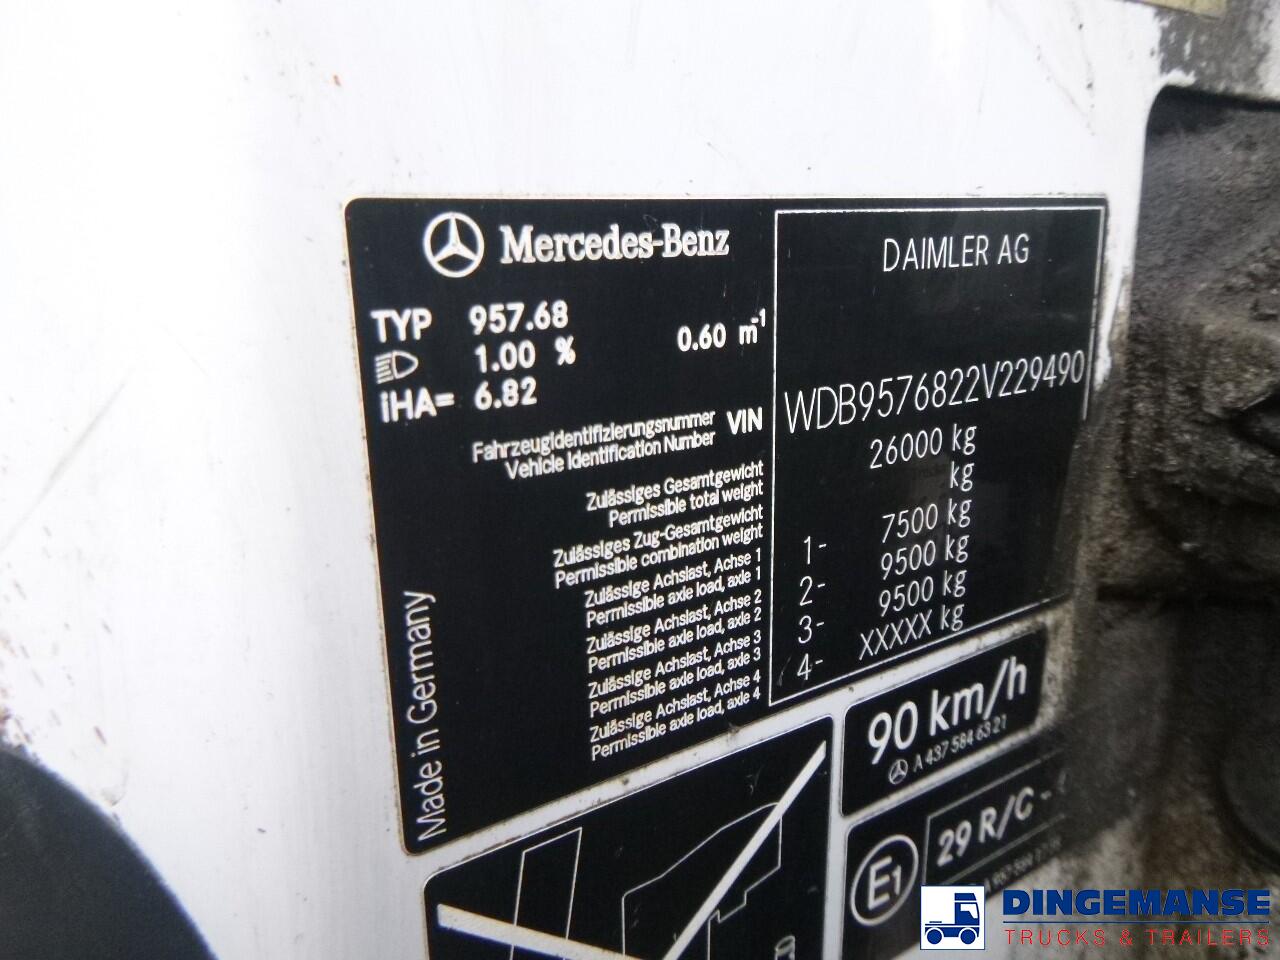 Mercedes-Benz
DAIMLER AG
TYP 957.68
1.00 % 0.60 m-1
iHA= 6.82
Fahrzeugidentifizierungsnummer
Vehicle Identification Number
VIN WDB9576822V229490
Zulässiges Gesamtgewicht
Permissible total weight
26000 kg
Zulässiges Zug-Gesamtgewicht
Permissible combination weight
kg
Zulässige Achslast, Achse 1
Permissible axle load, axle 1
1- 7500 kg
Zulässige Achslast, Achse 2
Permissible axle load, axle 2
2- 9500 kg
Zulässige Achslast, Achse 3
Permissible axle load, axle 3
3- 9500 kg
Zulässige Achslast, Achse 4
Permissible axle load, axle 4
4- XXXXX kg
Made in Germany
90 km/h
A 437 584 63 21
E1
29 R/C -
DINGEMANSE
TRUCKS & TRAILERS